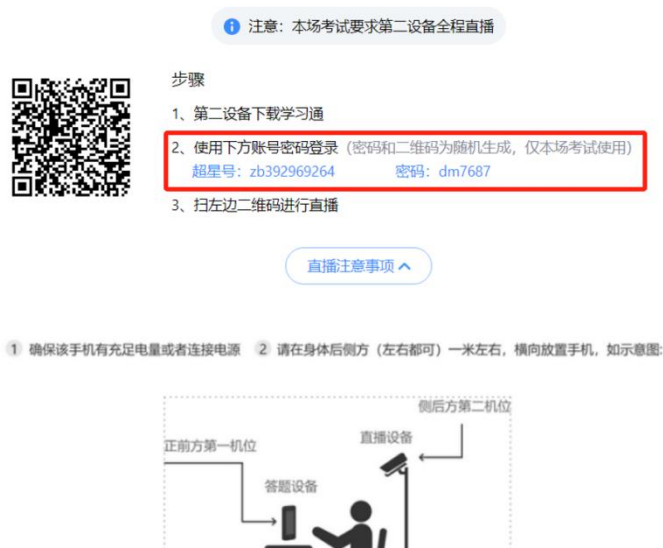 注意：本场考试要求第二设备全程直播
步骤
1、第二设备下载学习通
2、使用下方账号密码登录（密码和二维码为随机生成，仅本场考试使用）
超星号：zb392969264 密码：dm7687
3、扫左边二维码进行直播
直播注意事项
1 确保该手机有充足电量或者连接电源 2 请在身体后侧方（左右都可）一米左右，横向放置手机，如示意图:
侧后方第二机位
直播设备
正前方第一机位
答题设备